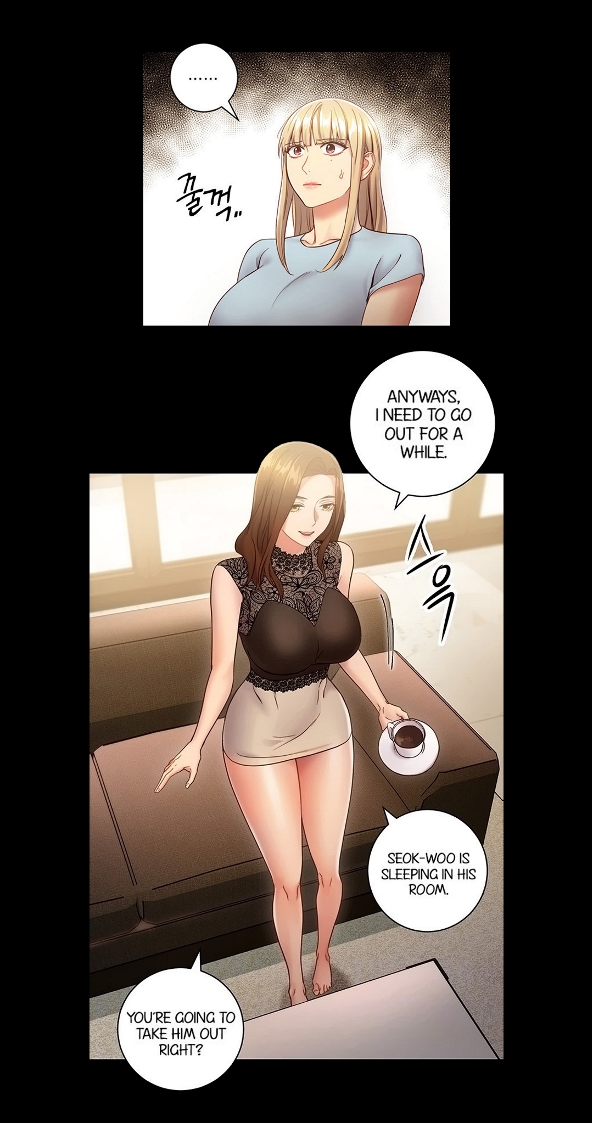 ......
꿀꺽..
ANYWAYS,
I NEED TO GO
OUT FOR A
WHILE.
스윽
SEOK-WOO IS
SLEEPING IN HIS
ROOM.
YOU'RE GOING TO
TAKE HIM OUT
RIGHT?